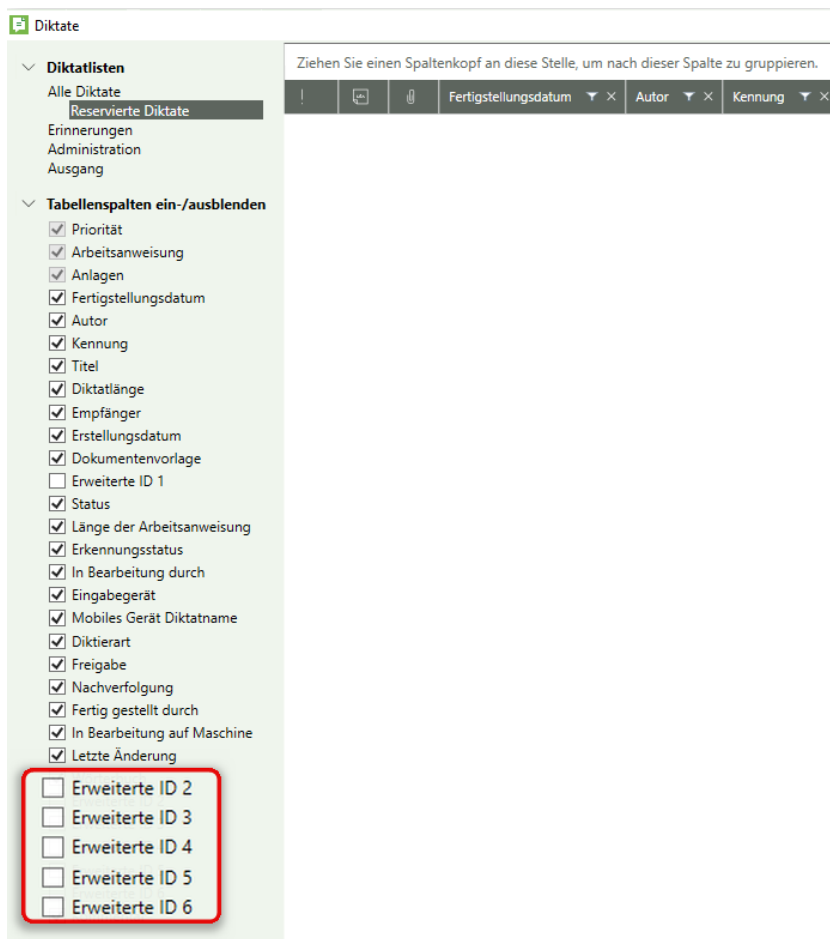 Diktate
Diktatlisten
Alle Diktate
Reservierte Diktate
Erinnerungen
Administration
Ausgang
Tabellenspalten ein-/ausblenden
Priorität
Arbeitsanweisung
Anlagen
Fertigstellungsdatum
Autor
Kennung
Titel
Diktatlänge
Empfänger
Erstellungsdatum
Dokumentenvorlage
Erweiterte ID 1
Status
Länge der Arbeitsanweisung
Erkennungsstatus
In Bearbeitung durch
Eingabegerät
Mobiles Gerät Diktatname
Diktierart
Freigabe
Nachverfolgung
Fertig gestellt durch
In Bearbeitung auf Maschine
Letzte Änderung
Erweiterte ID 2
Erweiterte ID 3
Erweiterte ID 4
Erweiterte ID 5
Erweiterte ID 6
Ziehen Sie einen Spaltenkopf an diese Stelle, um nach dieser Spalte zu gruppieren.
! Fertigstellungsdatum Autor Kennung